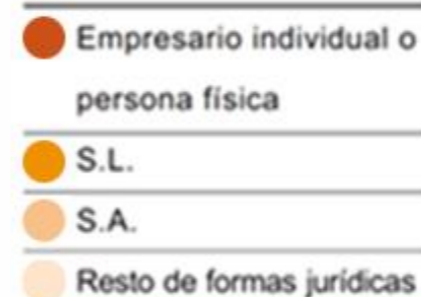 Empresario individual o
persona física
S.L.
S.A.
Resto de formas jurídicas